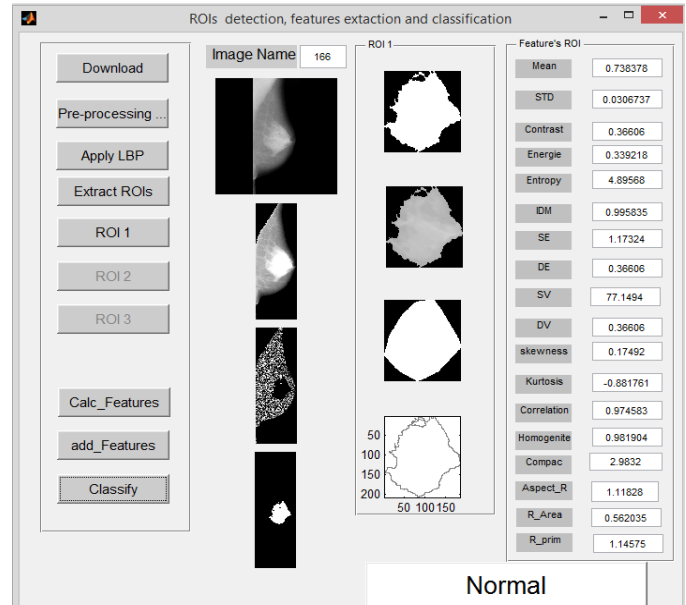 ROIs detection, features extaction and classification
Download
Pre-processing ...
Apply LBP
Extract ROIs
ROI 1
ROI 2
ROI 3
Calc_Features
add_Features
Classify
Image Name 166
ROI 1
50
100
150
200
50 100 150
Feature's ROI
Mean 0.738378
STD 0.0306737
Contrast 0.36606
Energie 0.339218
Entropy 4.89568
IDM 0.995835
SE 1.17324
DE 0.36606
SV 77.1494
DV 0.36606
skewness 0.17492
Kurtosis -0.881761
Correlation 0.974583
Homogenite 0.981904
Compac 2.9832
Aspect_R 1.11828
R_Area 0.562035
R_prim 1.14575
Normal